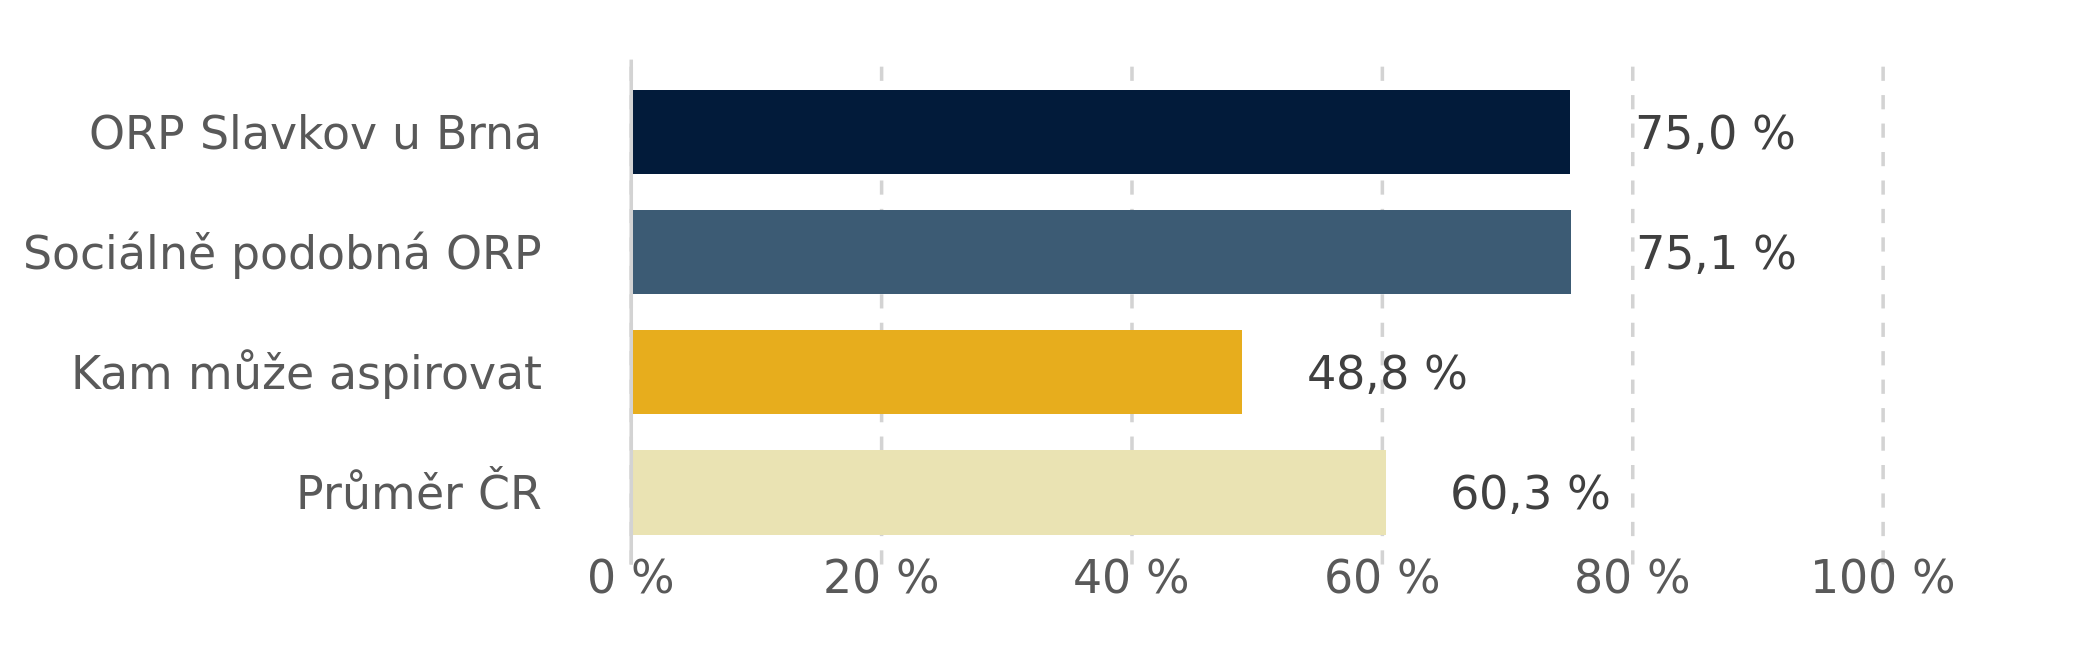 ORP Slavkov u Brna 75,0 %
Sociálně podobná ORP 75,1 %
Kam může aspirovat 48,8 %
Průměr ČR 60,3 %
0 % 20 % 40 % 60 % 80 % 100 %